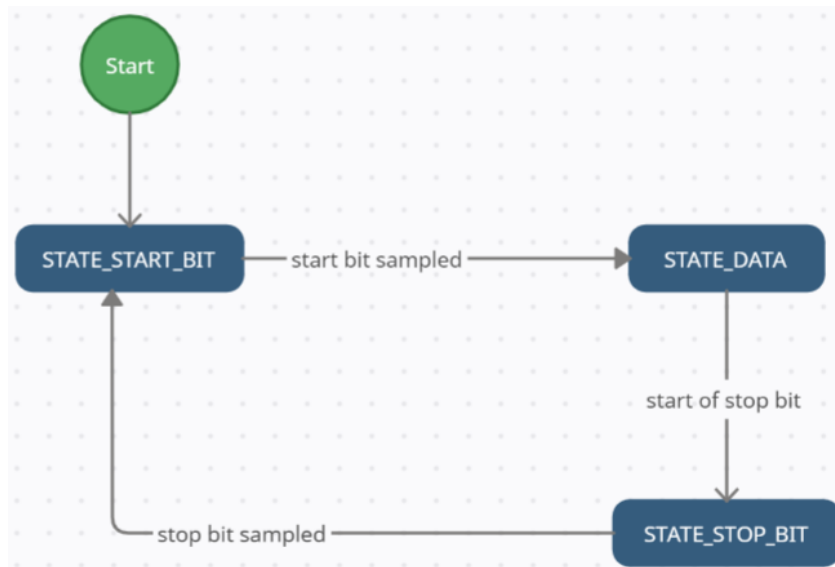 Start
STATE_START_BIT
start bit sampled
STATE_DATA
start of stop bit
stop bit sampled
STATE_STOP_BIT